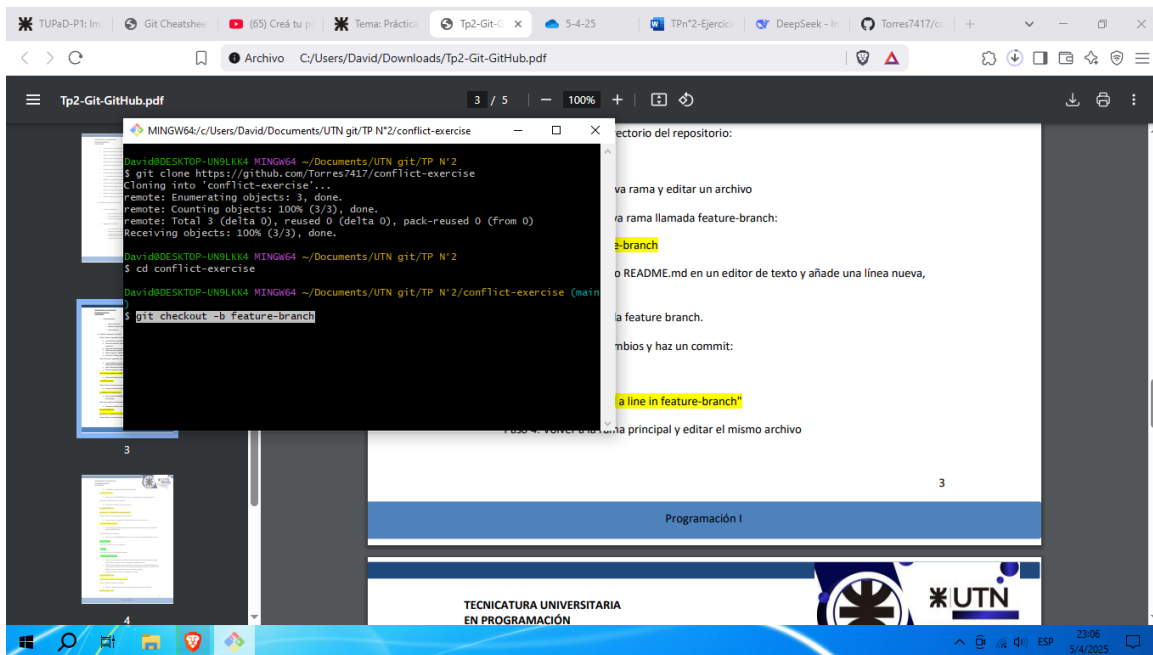 TUPaD-P1: Im
Git Cheatshee
(65) Creá tu p
Tema: Práctica
Tp2-Git-G
5-4-25
TPn°2-Ejercici
DeepSeek - In
Torres7417/cc
Archivo C:/Users/David/Downloads/Tp2-Git-GitHub.pdf
Tp2-Git-GitHub.pdf
3 / 5
100%
MINGW64:/c/Users/David/Documents/UTN git/TP N°2/conflict-exercise
David@DESKTOP-UN9LKK4 MINGW64 ~/Documents/UTN git/TP N°2
$ git clone https://github.com/Torres7417/conflict-exercise
Cloning into 'conflict-exercise'...
remote: Enumerating objects: 3, done.
remote: Counting objects: 100% (3/3), done.
remote: Total 3 (delta 0), reused 0 (delta 0), pack-reused 0 (from 0)
Receiving objects: 100% (3/3), done.
David@DESKTOP-UN9LKK4 MINGW64 ~/Documents/UTN git/TP N°2
$ cd conflict-exercise
David@DESKTOP-UN9LKK4 MINGW64 ~/Documents/UTN git/TP N°2/conflict-exercise (main
)
$ git checkout -b feature-branch
ectorio del repositorio:
va rama y editar un archivo
va rama llamada feature-branch:
e-branch
o README.md en un editor de texto y añade una línea nueva,
la feature branch.
mbios y haz un commit:
a line in feature-branch"
rama principal y editar el mismo archivo
3
Programación I
TECNICATURA UNIVERSITARIA
EN PROGRAMACIÓN
UTN
3
4
ESP
23:06
5/4/2025